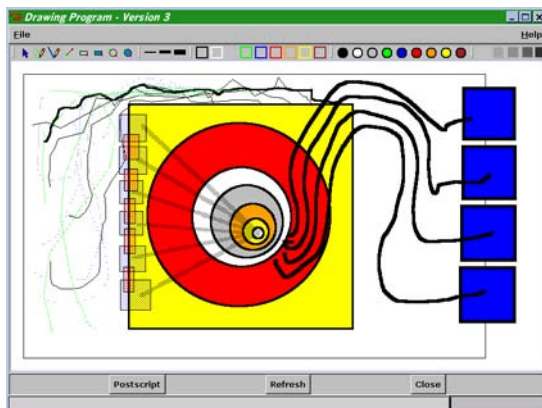 Drawing Program - Version 3
File Help
Postscript Refresh Close